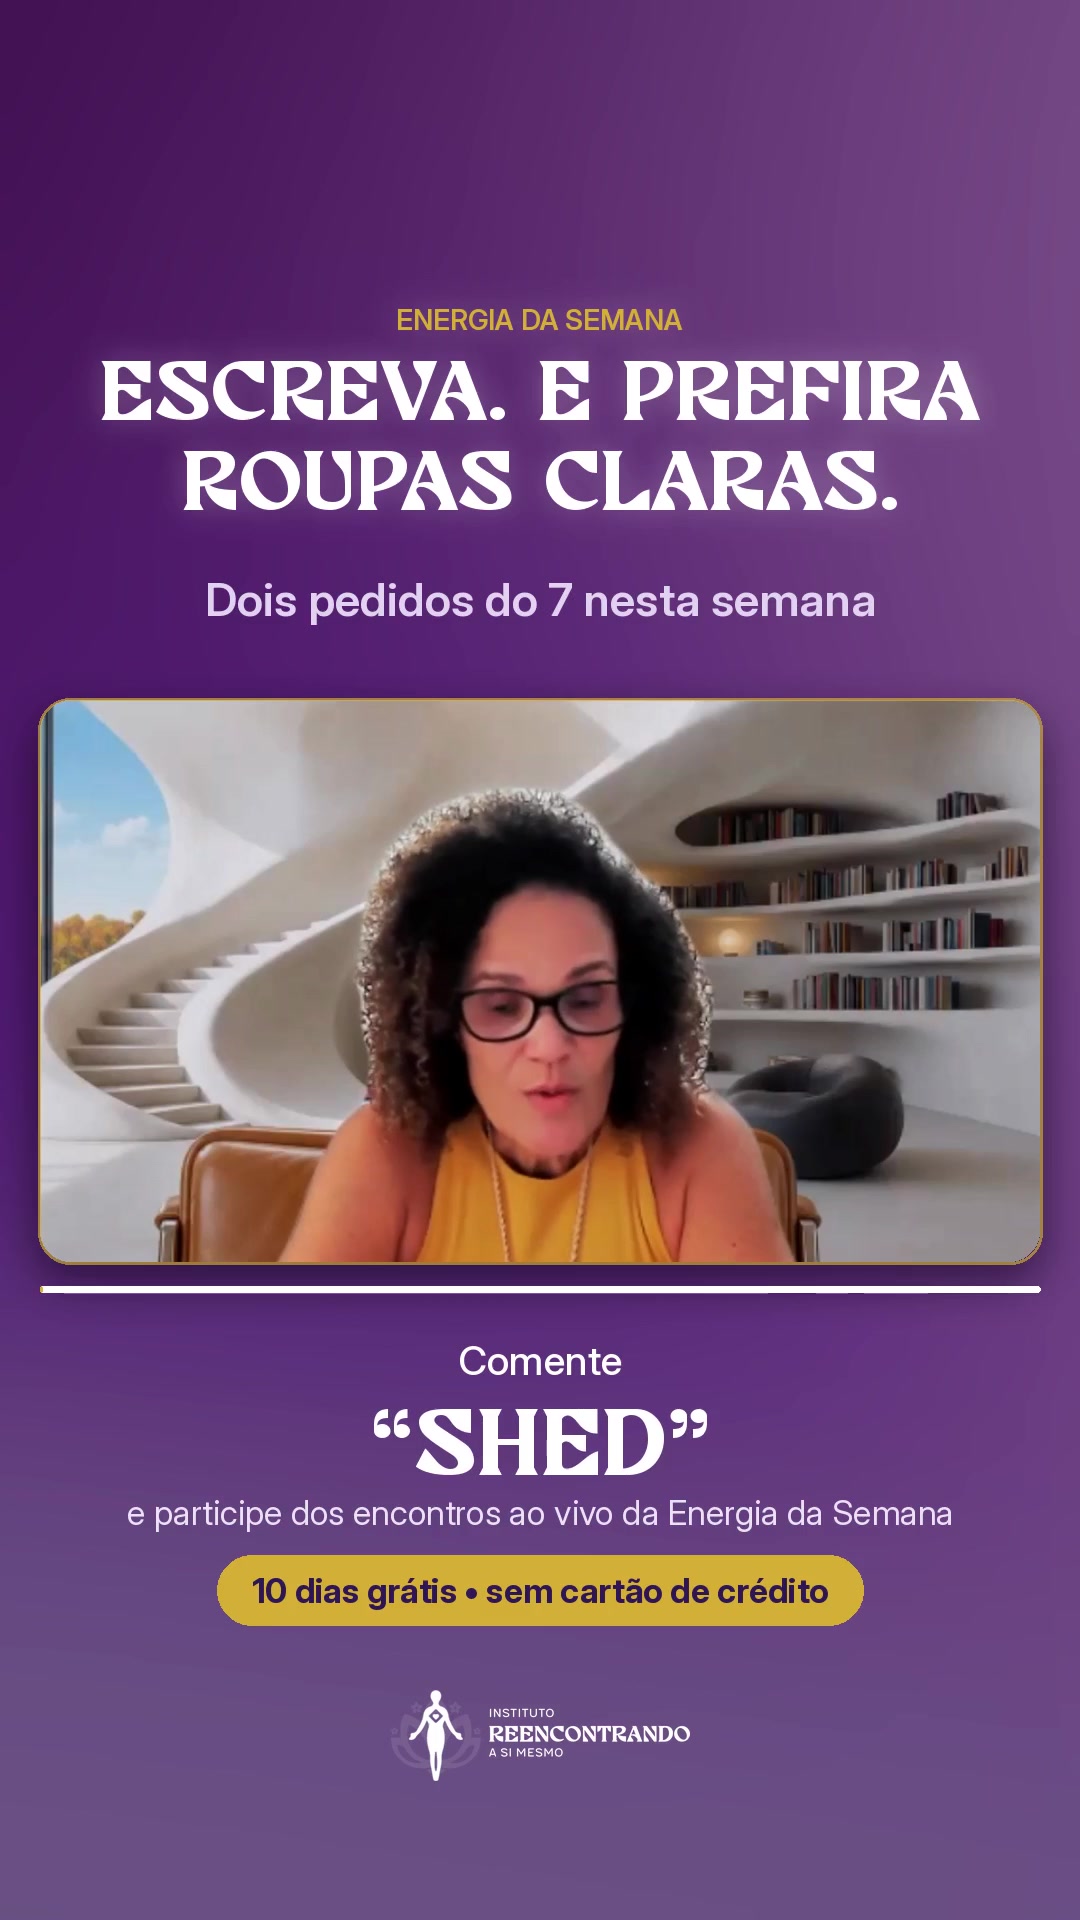 ENERGIA DA SEMANA
ESCREVA. E PREFIRA
ROUPAS CLARAS.
Dois pedidos do 7 nesta semana
Comente
“SHED”
e participe dos encontros ao vivo da Energia da Semana
10 dias grátis • sem cartão de crédito
INSTITUTO
REENCONTRANDO
A SI MESMO